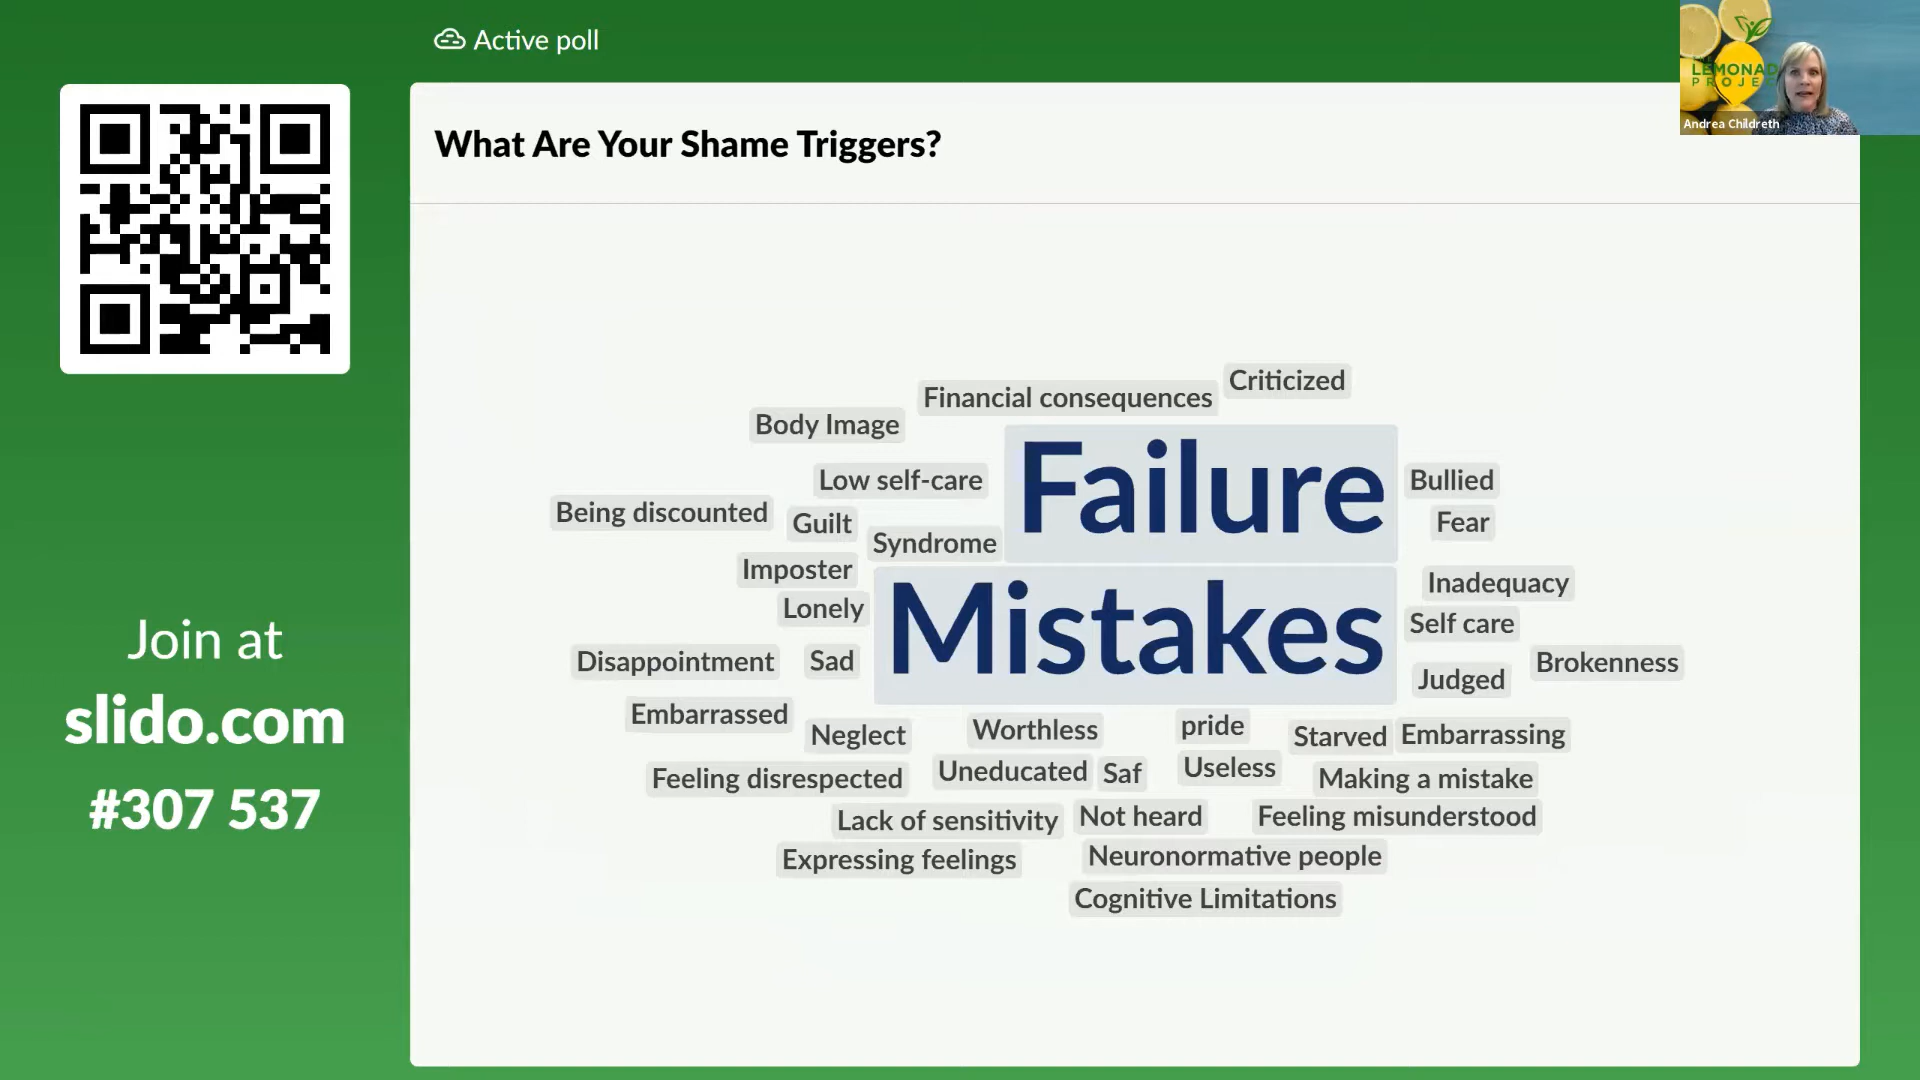 Active poll
What Are Your Shame Triggers?
LEMONAD
PROJEC
Andrea Childreth
Join at
slido.com
#307 537
Criticized
Financial consequences
Body Image
Failure
Low self-care
Bullied
Being discounted
Guilt
Fear
Syndrome
Imposter
Inadequacy
Lonely
Mistakes
Self care
Disappointment
Sad
Brokenness
Judged
Embarrassed
Neglect
Worthless
pride
Starved
Embarrassing
Feeling disrespected
Uneducated
Saf
Useless
Making a mistake
Lack of sensitivity
Not heard
Feeling misunderstood
Expressing feelings
Neuronormative people
Cognitive Limitations